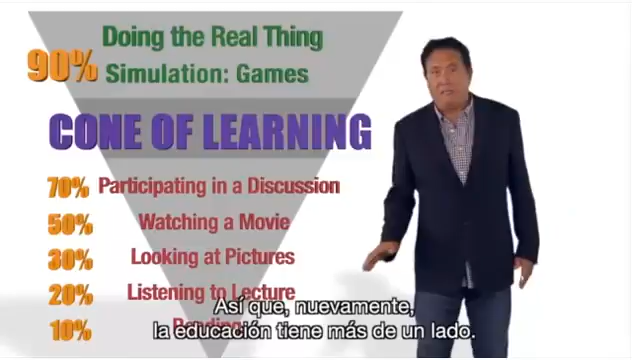 Doing the Real Thing
90% Simulation: Games
CONE OF LEARNING
70% Participating in a Discussion
50% Watching a Movie
30% Looking at Pictures
20% Listening to Lecture
10% Reading
Así que, nuevamente,
la educación tiene más de un lado.